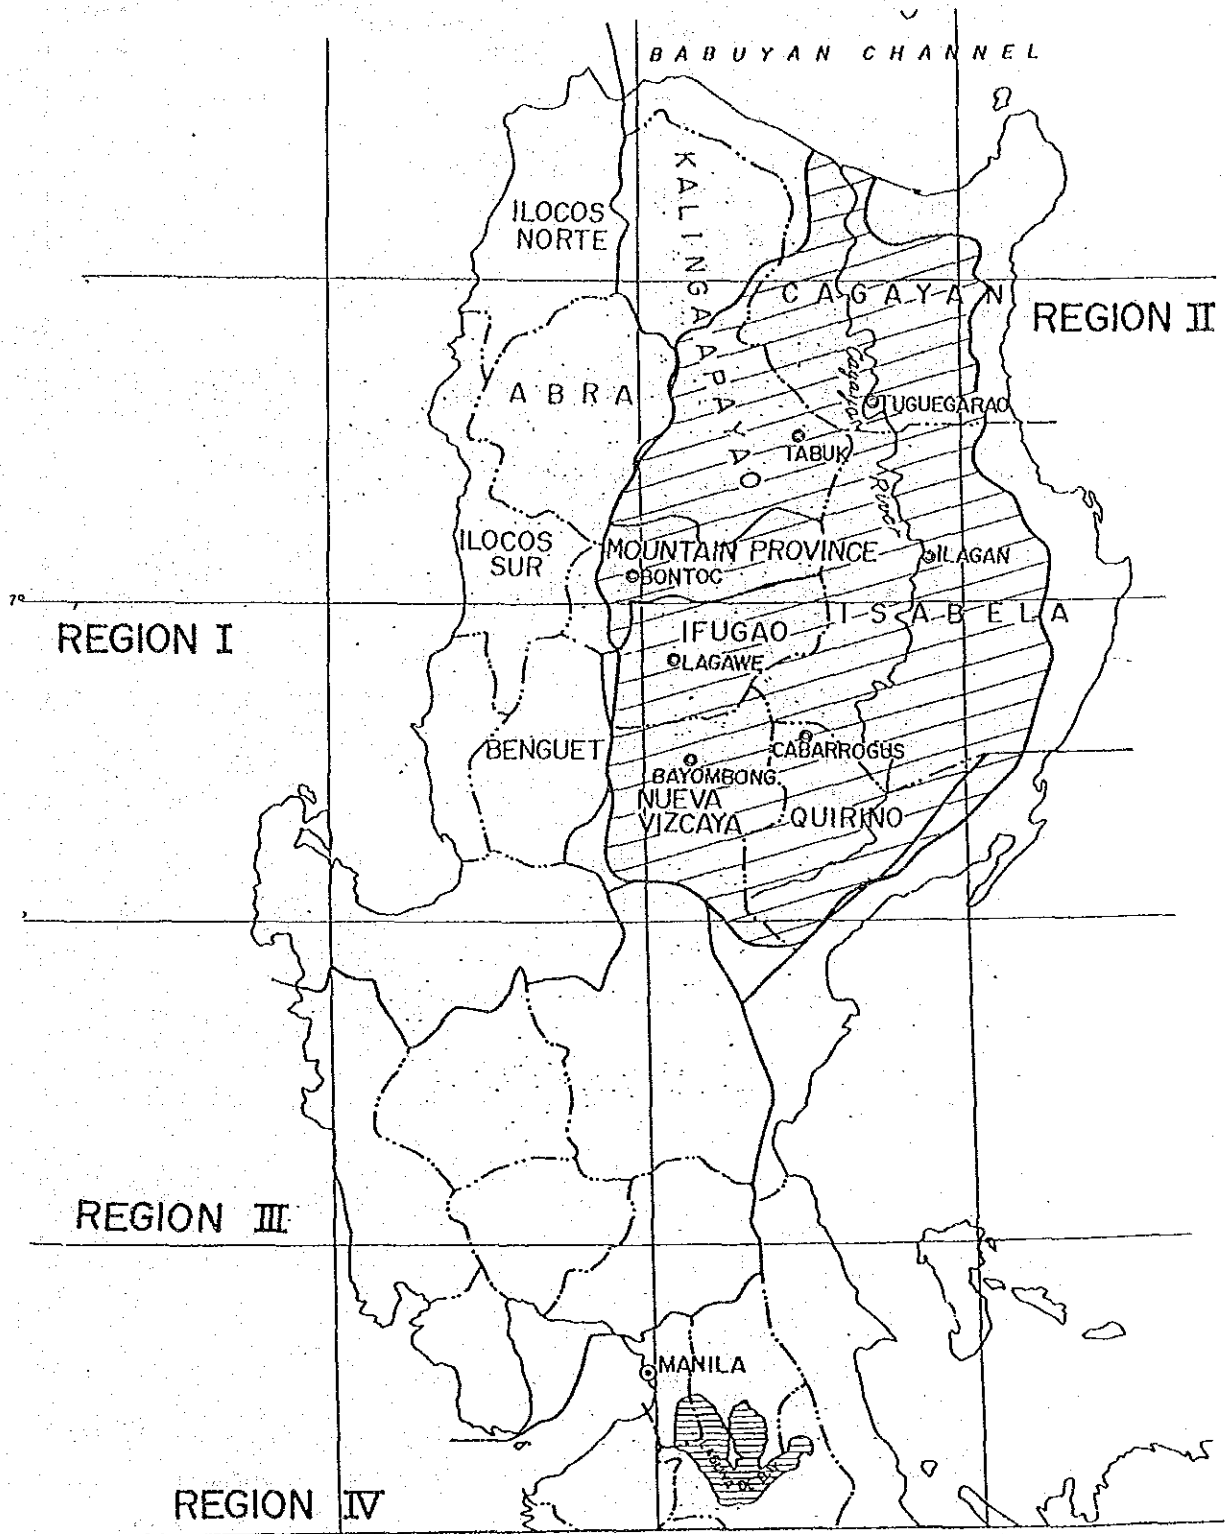 BABUYAN CHANNEL
KALINGA APAYAO
ILOCOS
NORTE
CAGAYAN
REGION II
ABRA
Cagayan River
TUGUEGARAO
TABUK
ILOCOS
SUR
MOUNTAIN PROVINCE
ILAGAN
BONTOC
ISABELA
REGION I
IFUGAO
LAGAWE
BENGUET
CABARROGUS
BAYOMBONG
NUEVA
VIZCAYA
QUIRINO
REGION III
MANILA
REGION IV